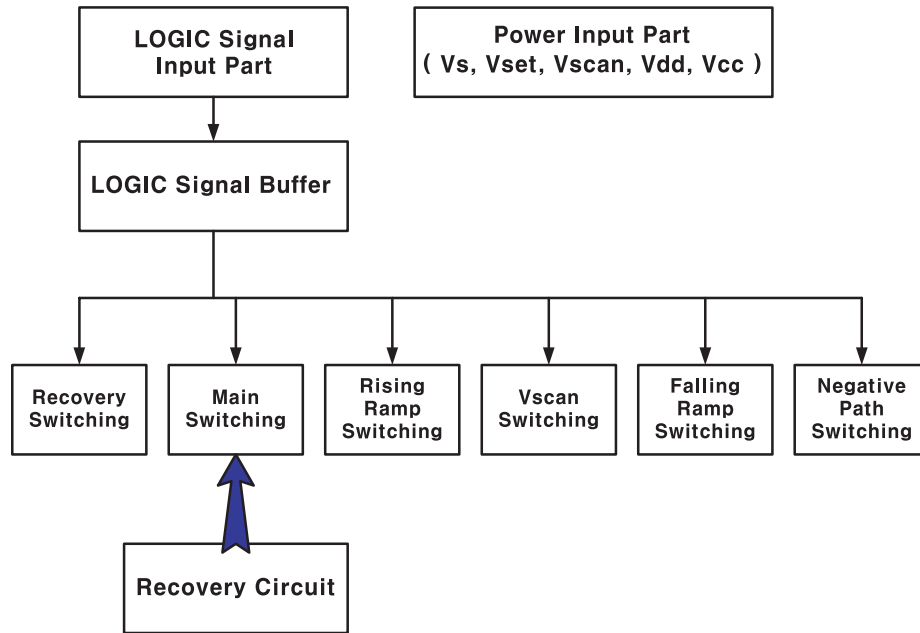 LOGIC Signal
Input Part
Power Input Part
( Vs, Vset, Vscan, Vdd, Vcc )
LOGIC Signal Buffer
Recovery
Switching
Main
Switching
Rising
Ramp
Switching
Vscan
Switching
Falling
Ramp
Switching
Negative
Path
Switching
Recovery Circuit